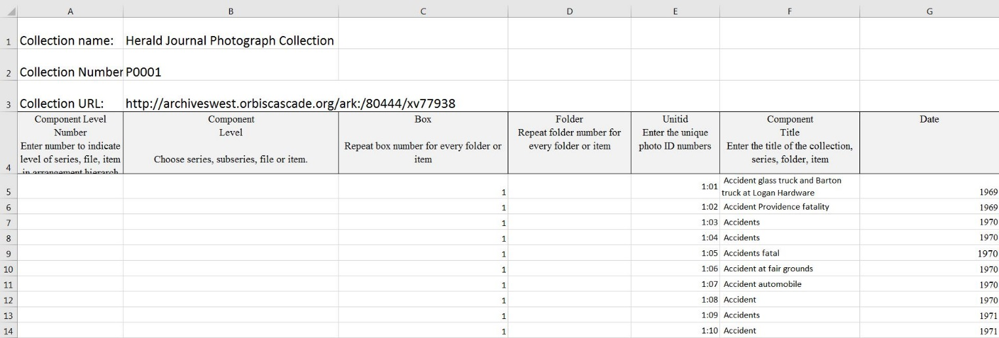 A B C D E F G
1 Collection name: Herald Journal Photograph Collection
2 Collection Number P0001
3 Collection URL: http://archiveswest.orbiscascade.org/ark:/80444/xv77938
Component Level Component Box Folder Unitid Component Date
Number Level Repeat folder number for Enter the unique Title
Enter number to indicate Repeat box number for every folder or every folder or item photo ID numbers Enter the title of the collection,
level of series, file, item Choose series, subseries, file or item. item series, folder, item
4 in arrangement hierarch
5 1 1:01 Accident glass truck and Barton
truck at Logan Hardware 1969
6 1 1:02 Accident Providence fatality 1969
7 1 1:03 Accidents 1970
8 1 1:04 Accidents 1970
9 1 1:05 Accidents fatal 1970
10 1 1:06 Accident at fair grounds 1970
11 1 1:07 Accident automobile 1970
12 1 1:08 Accident 1970
13 1 1:09 Accidents 1971
14 1 1:10 Accident 1971